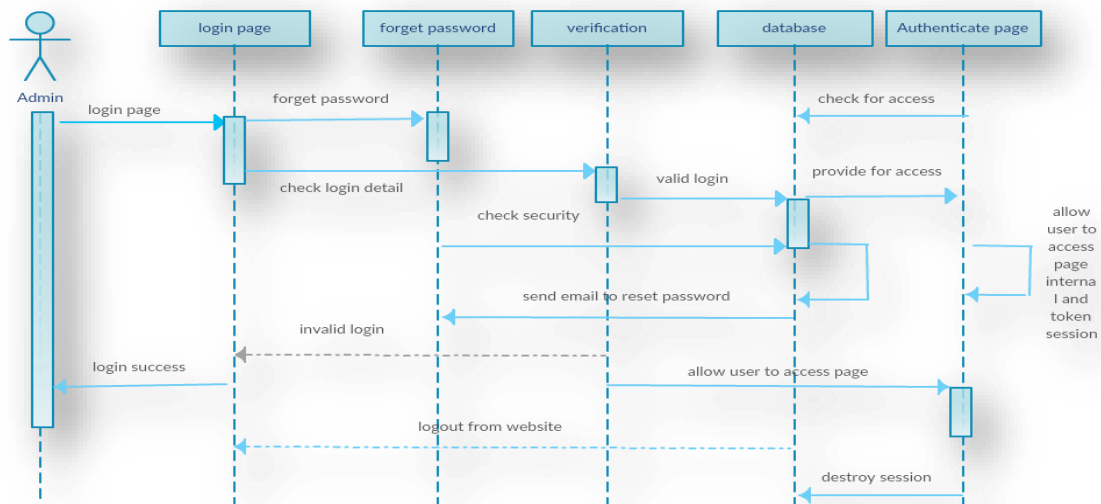 login page
forget password
verification
database
Authenticate page
Admin
login page
forget password
check for access
check login detail
valid login
provide for access
check security
allow
user to
access
page
interna
l and
token
session
send email to reset password
invalid login
login success
allow user to access page
logout from website
destroy session